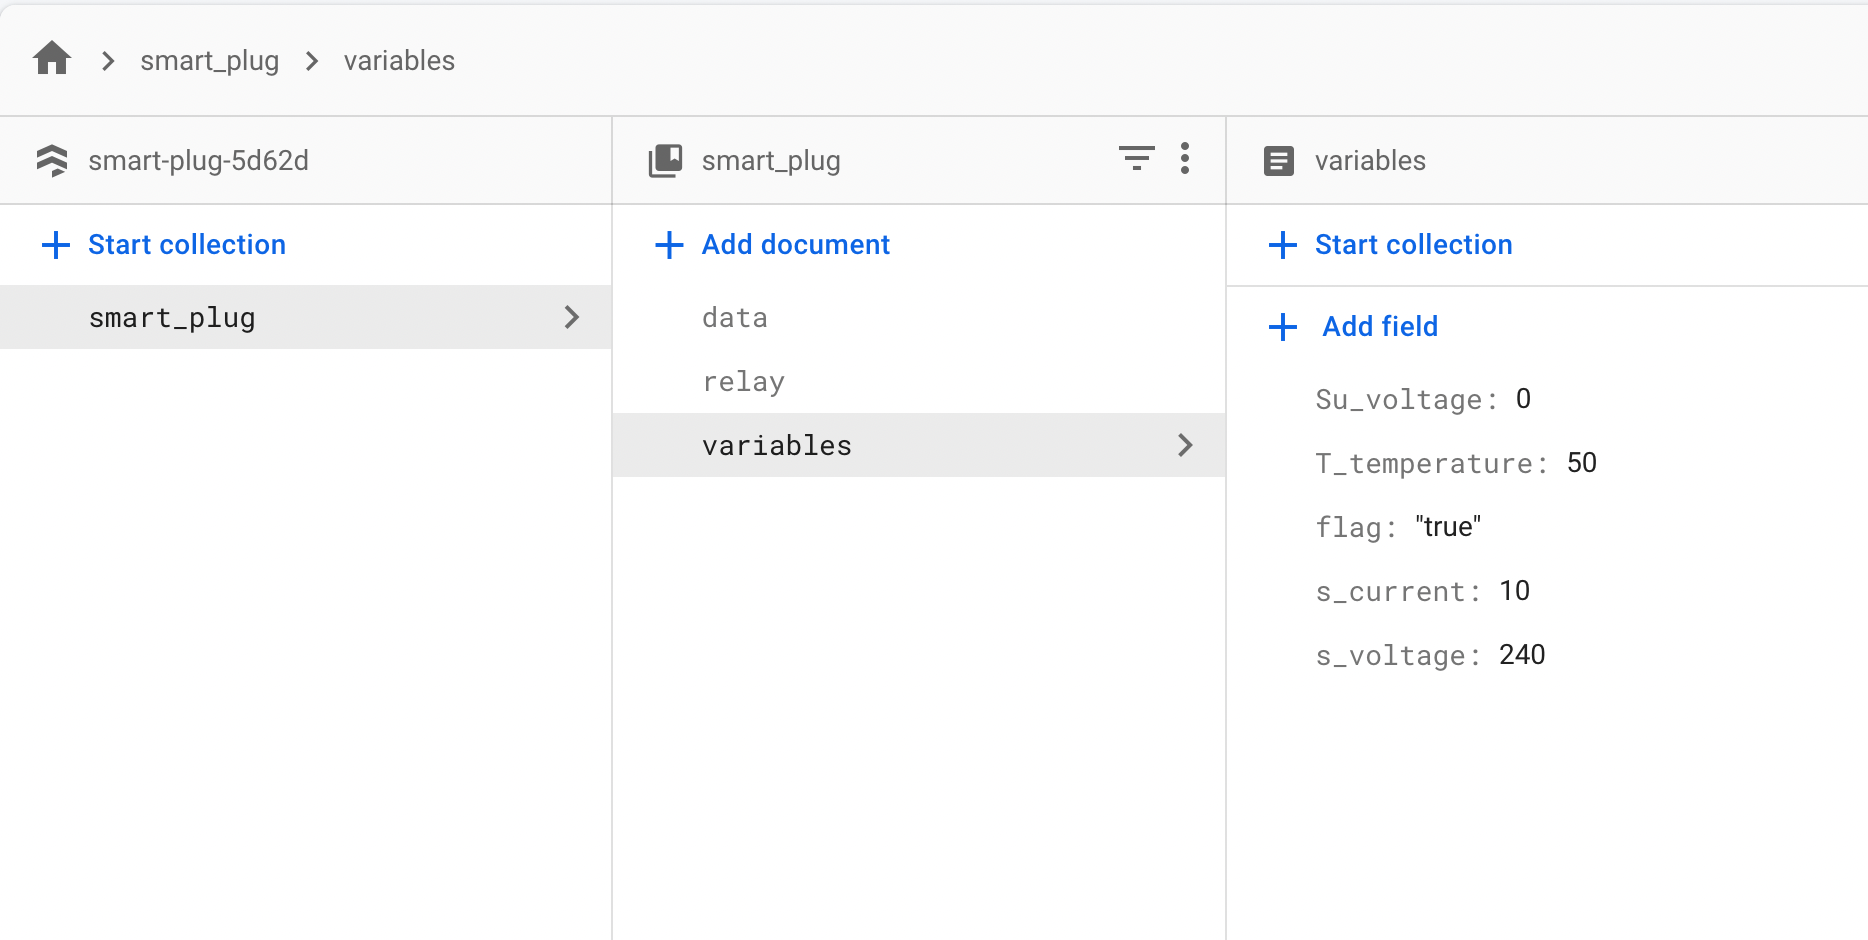 smart_plug > variables
smart-plug-5d62d
Start collection
smart_plug
smart_plug
Add document
data
relay
variables
variables
Start collection
Add field
Su_voltage: 0
T_temperature: 50
flag: "true"
s_current: 10
s_voltage: 240